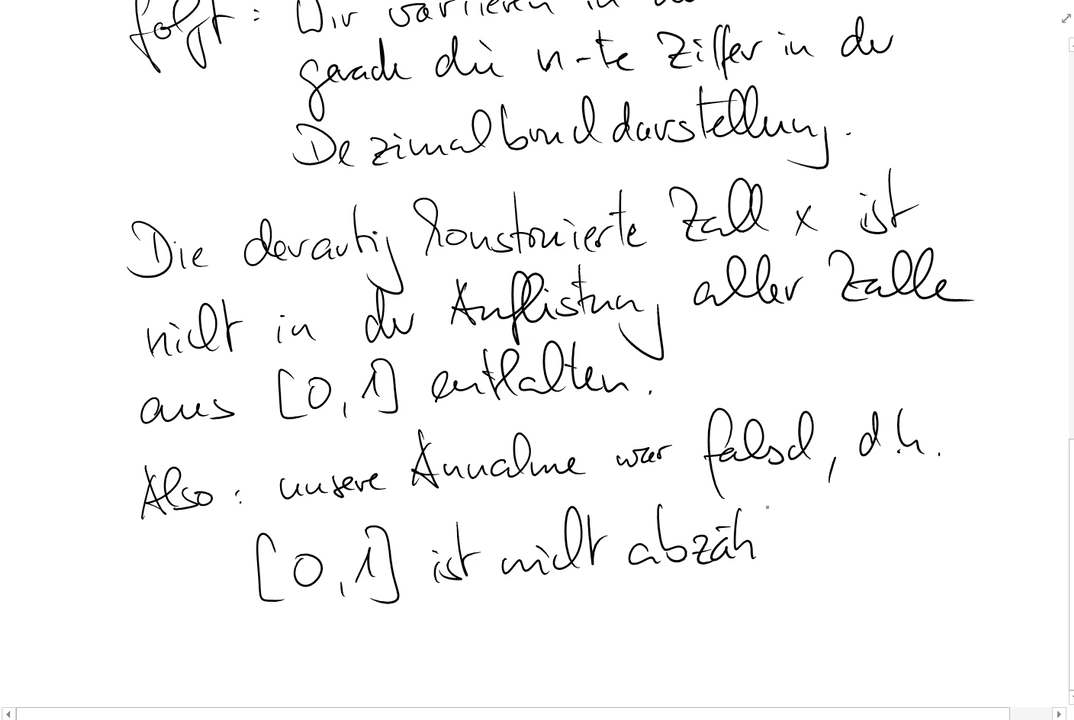 folgt: Wir variieren in
gerade die n-te Ziffer in der
Dezimalbruchdarstellung.
Die derartig konstruierte Zahl x ist
nicht in der Auflistung aller Zahlen
aus [0,1] enthalten.
Also: unsere Annahme war falsch, d.h.
[0,1] ist nicht abzäh